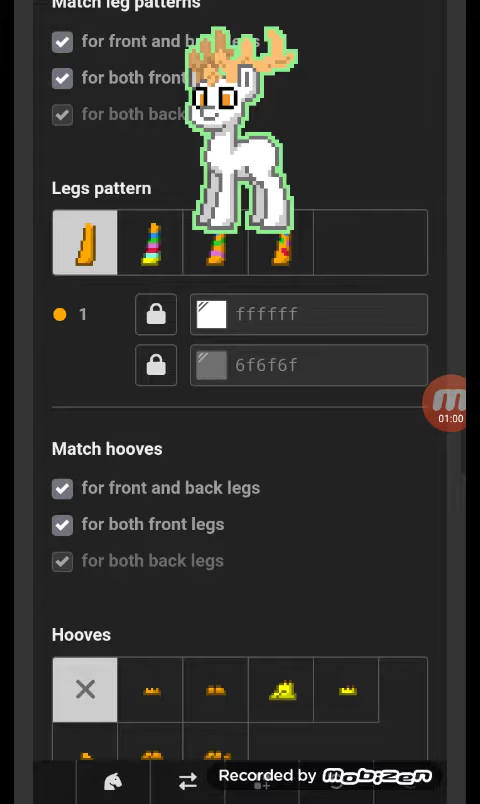 Match leg patterns
for front and back legs
for both front
for both back
Legs pattern
1
ffffff
6f6f6f
01:00
Match hooves
for front and back legs
for both front legs
for both back legs
Hooves
Recorded by Mobizen